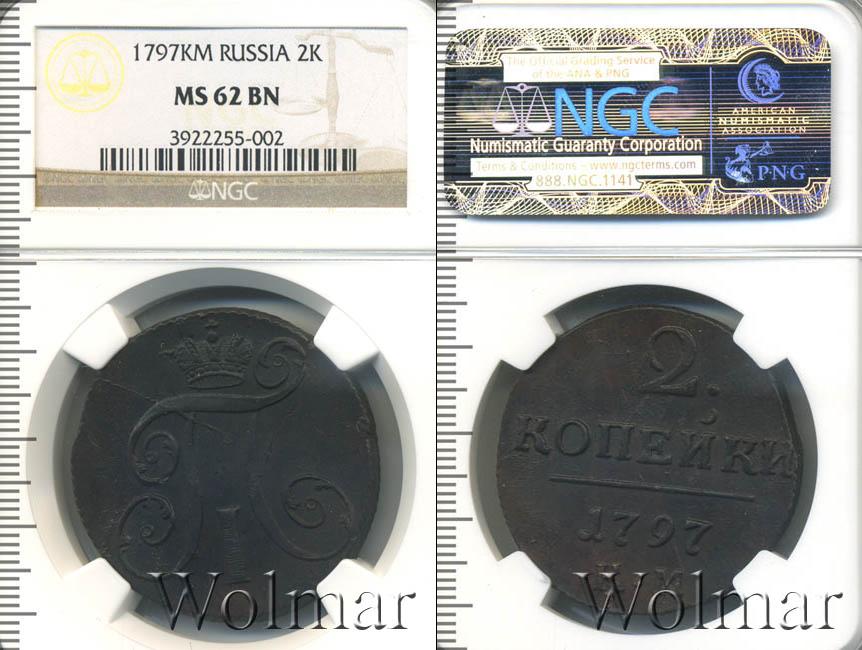 1797KM RUSSIA 2K
MS 62 BN
3922255-002
NGC
The Official Grading Service
of the ANA & PNG
NGC
Numismatic Guaranty Corporation
Terms & Conditions - www.ngcterms.com
888.NGC.1141
AMERICAN
NUMISMATIC
ASSOCIATION
P·N·G
I
2.
КОПЕЙКИ
1797
К.М
Wolmar
Wolmar